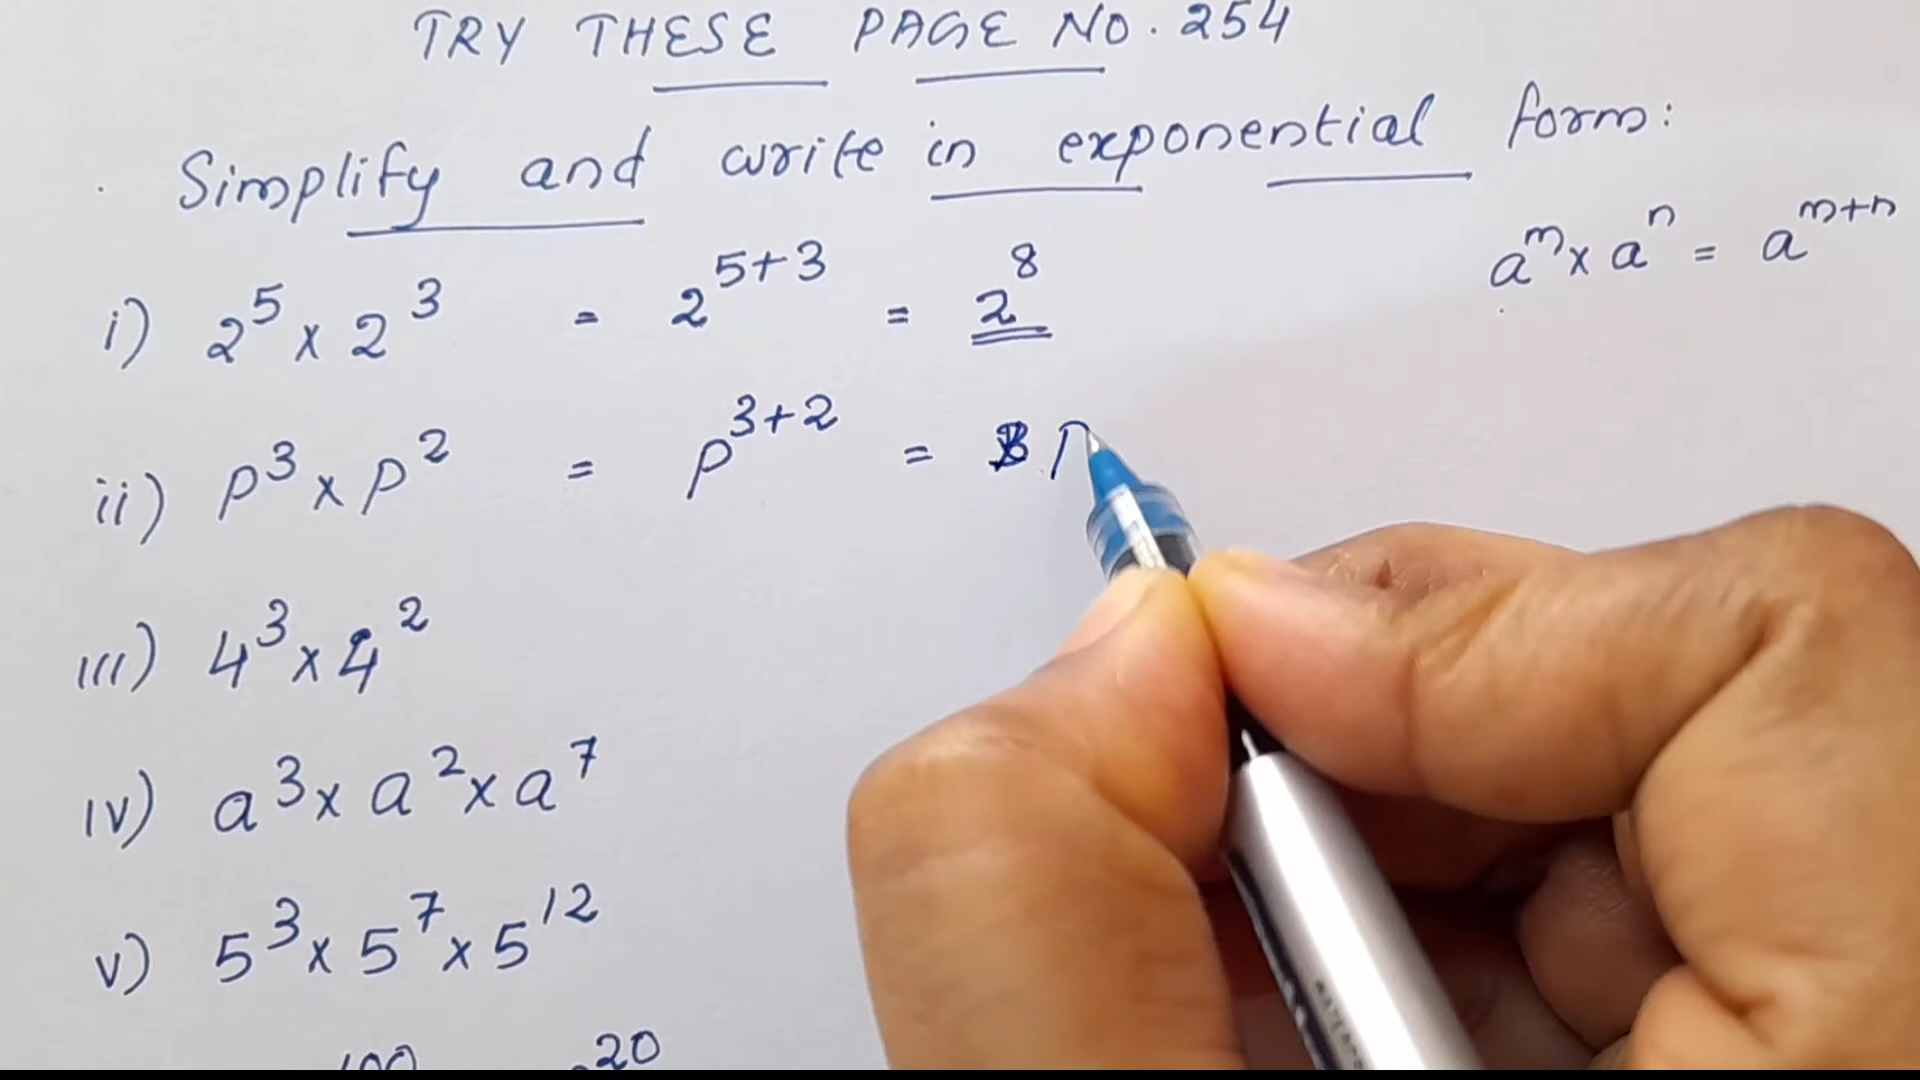 TRY THESE PAGE NO. 254
Simplify and write in exponential form:
a^m × a^n = a^(m+n)
i) 2^5 × 2^3 = 2^(5+3) = 2^8
ii) p^3 × p^2 = p^(3+2) =
iii) 4^3 × 4^2
iv) a^3 × a^2 × a^7
v) 5^3 × 5^7 × 5^12
100 20